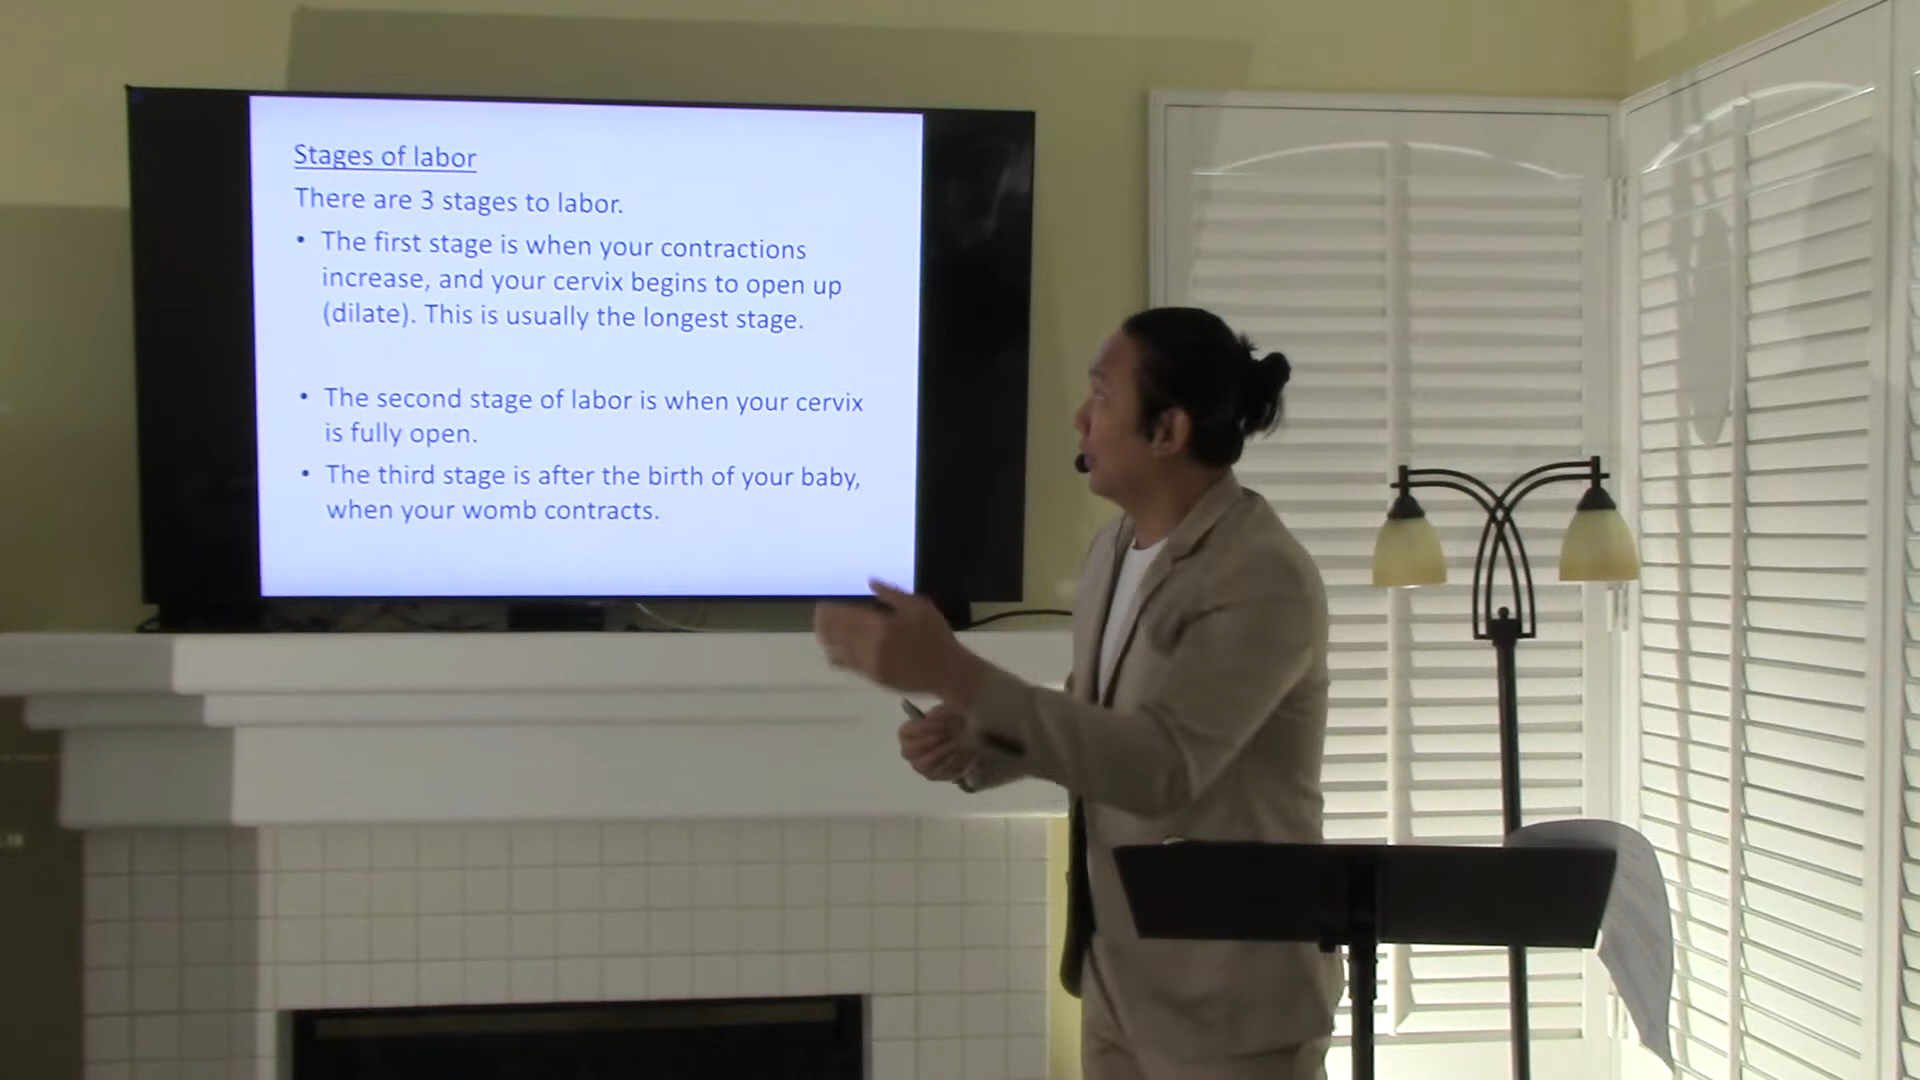 Stages of labor
There are 3 stages to labor.
• The first stage is when your contractions
increase, and your cervix begins to open up
(dilate). This is usually the longest stage.
• The second stage of labor is when your cervix
is fully open.
• The third stage is after the birth of your baby,
when your womb contracts.